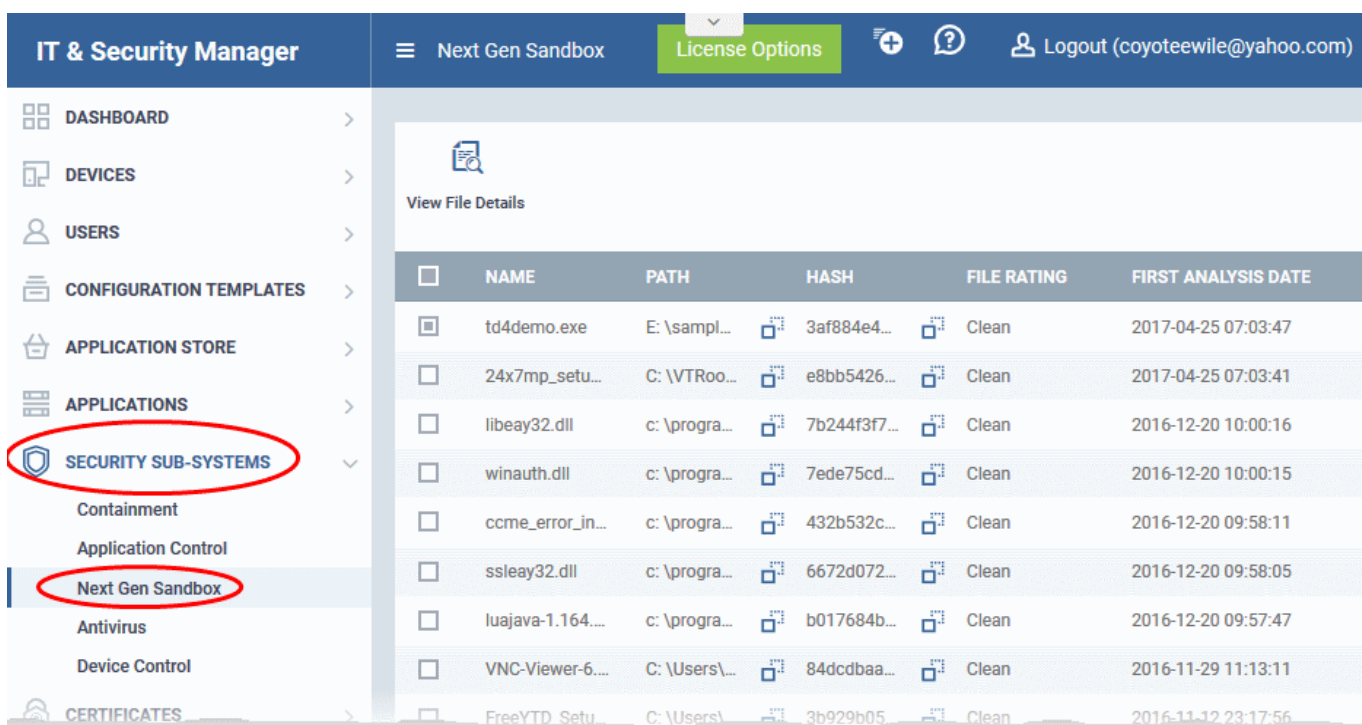 IT & Security Manager
Next Gen Sandbox
License Options
Logout (coyoteewile@yahoo.com)
DASHBOARD
DEVICES
USERS
CONFIGURATION TEMPLATES
APPLICATION STORE
APPLICATIONS
SECURITY SUB-SYSTEMS
Containment
Application Control
Next Gen Sandbox
Antivirus
Device Control
CERTIFICATES
View File Details
NAME PATH HASH FILE RATING FIRST ANALYSIS DATE
td4demo.exe E: \sampl... 3af884e4... Clean 2017-04-25 07:03:47
24x7mp_setu... C: \VTRoo... e8bb5426... Clean 2017-04-25 07:03:41
libeay32.dll c: \progra... 7b244f3f7... Clean 2016-12-20 10:00:16
winauth.dll c: \progra... 7ede75cd... Clean 2016-12-20 10:00:15
ccme_error_in... c: \progra... 432b532c... Clean 2016-12-20 09:58:11
ssleay32.dll c: \progra... 6672d072... Clean 2016-12-20 09:58:05
luajava-1.164.... c: \progra... b017684b... Clean 2016-12-20 09:57:47
VNC-Viewer-6.... C: \Users\... 84dcdbaa... Clean 2016-11-29 11:13:11
FreeYTD_Setu... C: \Users\... 3b929b05... Clean 2016-11-12 23:17:56